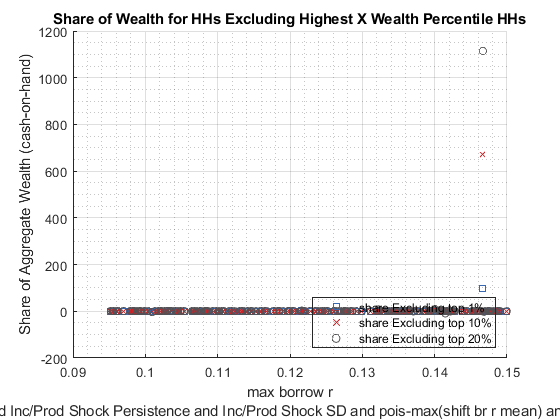 Share of Wealth for HHs Excluding Highest X Wealth Percentile HHs
1200
1000
800
600
400
200
0
-200
Share of Aggregate Wealth (cash-on-hand)
share Excluding top 1%
share Excluding top 10%
share Excluding top 20%
0.09
0.1
0.11
0.12
0.13
0.14
0.15
max borrow r
d Inc/Prod Shock Persistence and Inc/Prod Shock SD and pois-max(shift br r mean) an